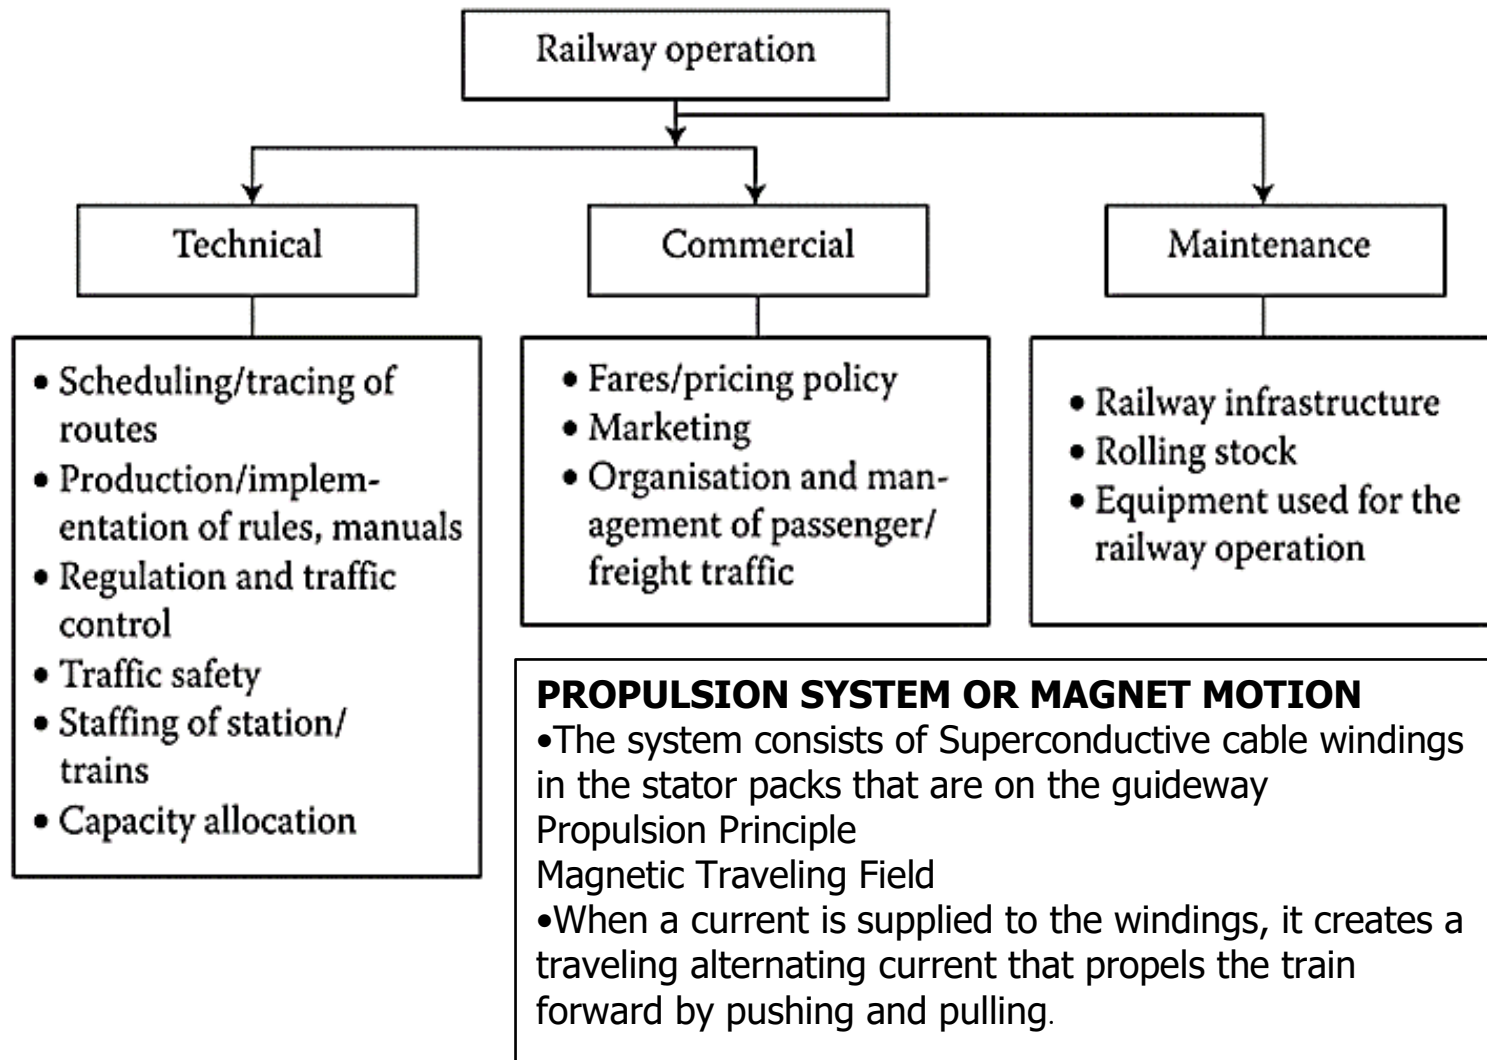 Railway operation
Technical
Commercial
Maintenance
• Scheduling/tracing of
routes
• Production/implem-
entation of rules, manuals
• Regulation and traffic
control
• Traffic safety
• Staffing of station/
trains
• Capacity allocation
• Fares/pricing policy
• Marketing
• Organisation and man-
agement of passenger/
freight traffic
• Railway infrastructure
• Rolling stock
• Equipment used for the
railway operation
PROPULSION SYSTEM OR MAGNET MOTION
•The system consists of Superconductive cable windings
in the stator packs that are on the guideway
Propulsion Principle
Magnetic Traveling Field
•When a current is supplied to the windings, it creates a
traveling alternating current that propels the train
forward by pushing and pulling.